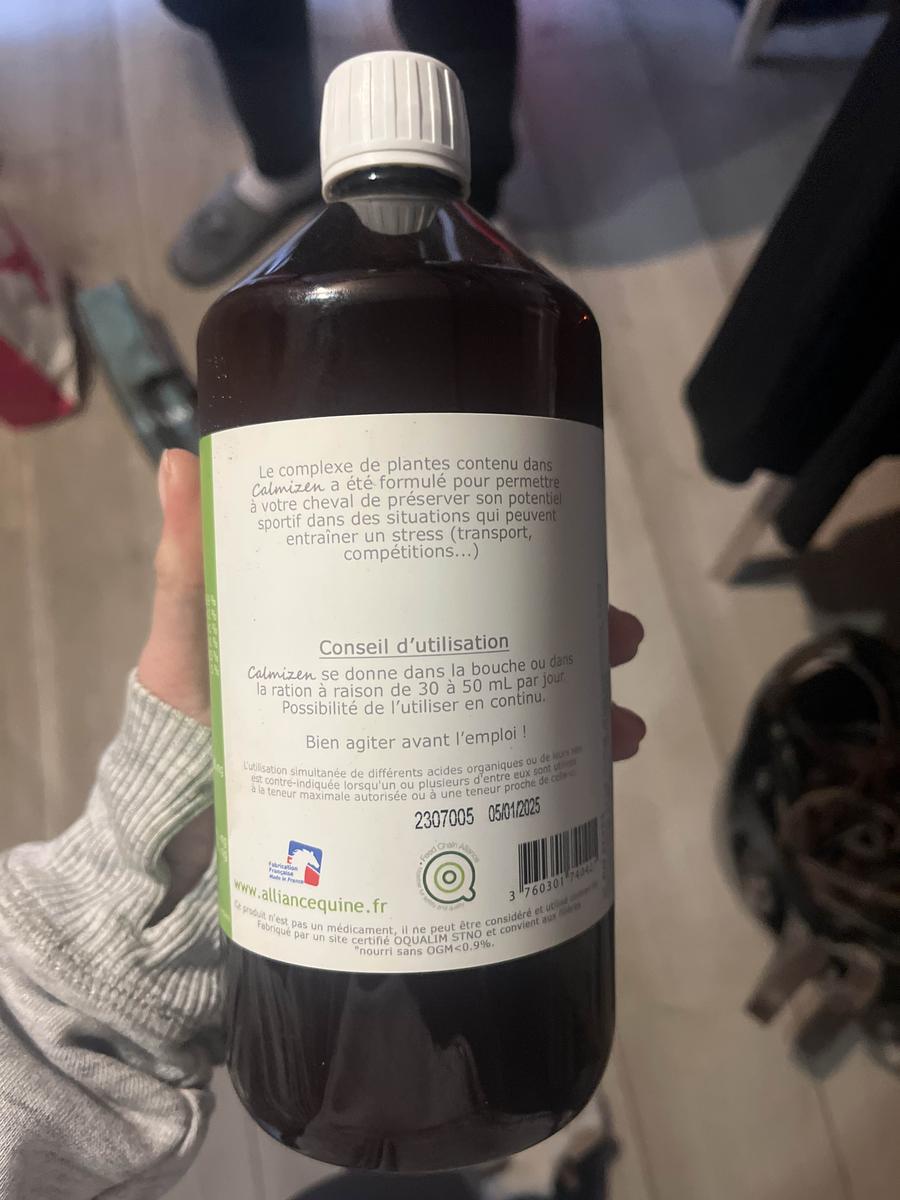 Le complexe de plantes contenu dans
Calmizen a été formulé pour permettre
à votre cheval de préserver son potentiel
sportif dans des situations qui peuvent
entraîner un stress (transport,
compétitions...)
Conseil d'utilisation
Calmizen se donne dans la bouche ou dans
la ration à raison de 30 à 50 mL par jour.
Possibilité de l'utiliser en continu.
Bien agiter avant l'emploi !
L'utilisation simultanée de différents acides organiques ou de leurs sels
est contre-indiquée lorsqu'un ou plusieurs d'entre eux sont utilisés
à la teneur maximale autorisée ou à une teneur proche de
2307005 05/01/2025
Fabrication
Française
Made in France
Feed Chain Alliance
3 760301
www.alliancequine.fr
Ce produit n'est pas un médicament, il ne peut être considéré et utilisé
Fabriqué par un site certifié OQUALIM STNO et convient aux filières
"nourri sans OGM<0.9%.